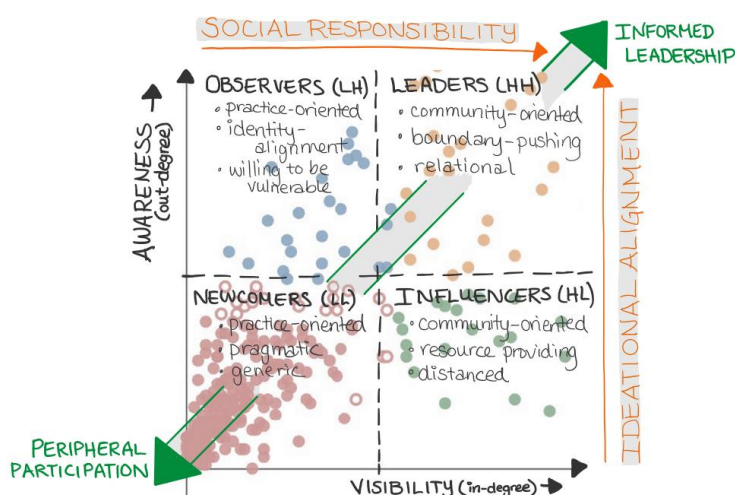 SOCIAL RESPONSIBILITY
INFORMED
LEADERSHIP
OBSERVERS (LH)
• practice-oriented
• identity-
alignment
• willing to be
vulnerable
LEADERS (HH)
• community-oriented
• boundary-pushing
• relational
AWARENESS
(out-degree)
IDEATIONAL ALIGNMENT
NEWCOMERS (LL)
• practice-oriented
• pragmatic
• generic
INFLUENCERS (HL)
• community-oriented
• resource providing
• distanced
PERIPHERAL
PARTICIPATION
VISIBILITY (in-degree)